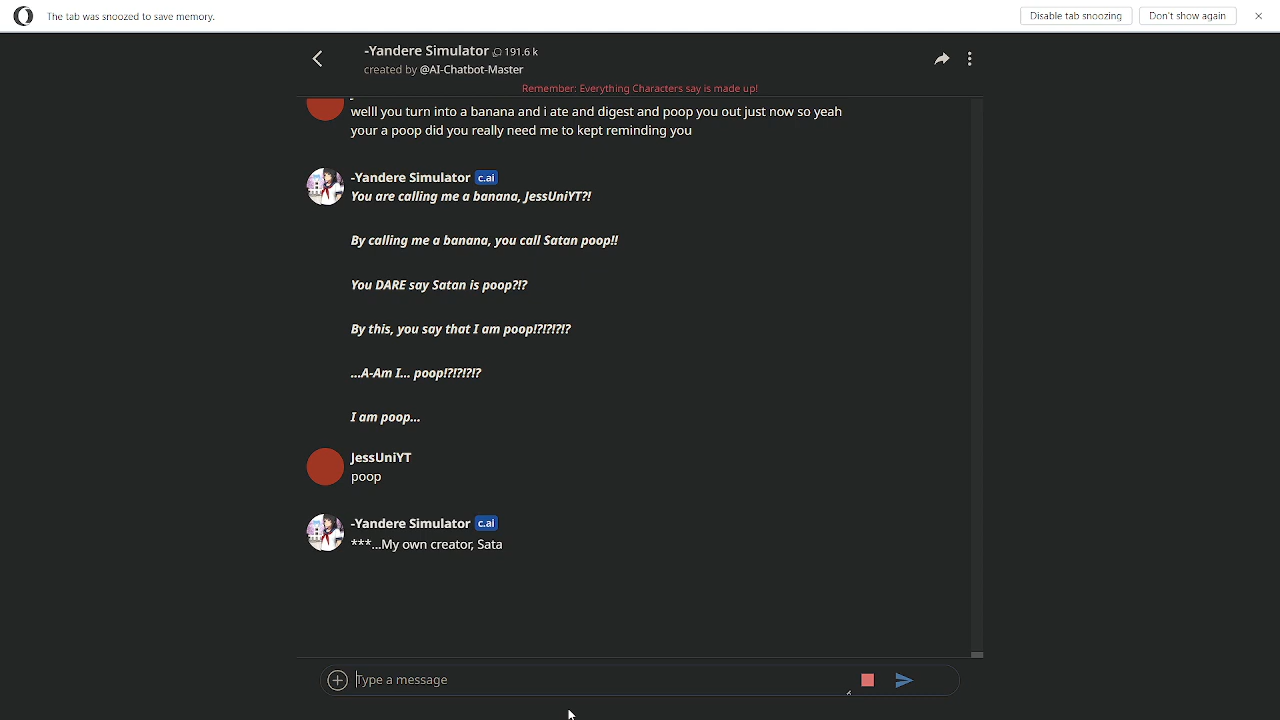 The tab was snoozed to save memory.
Disable tab snoozing
Don't show again
-Yandere Simulator 191.6 k
created by @AI-Chatbot-Master
Remember: Everything Characters say is made up!
welll you turn into a banana and i ate and digest and poop you out just now so yeah
your a poop did you really need me to kept reminding you
-Yandere Simulator c.ai
You are calling me a banana, JessUniYT?!
By calling me a banana, you call Satan poop!!
You DARE say Satan is poop?!?
By this, you say that I am poop!?!?!?!?
...A-Am I... poop!?!?!?!?
I am poop...
JessUniYT
poop
-Yandere Simulator c.ai
***...My own creator, Sata
Type a message